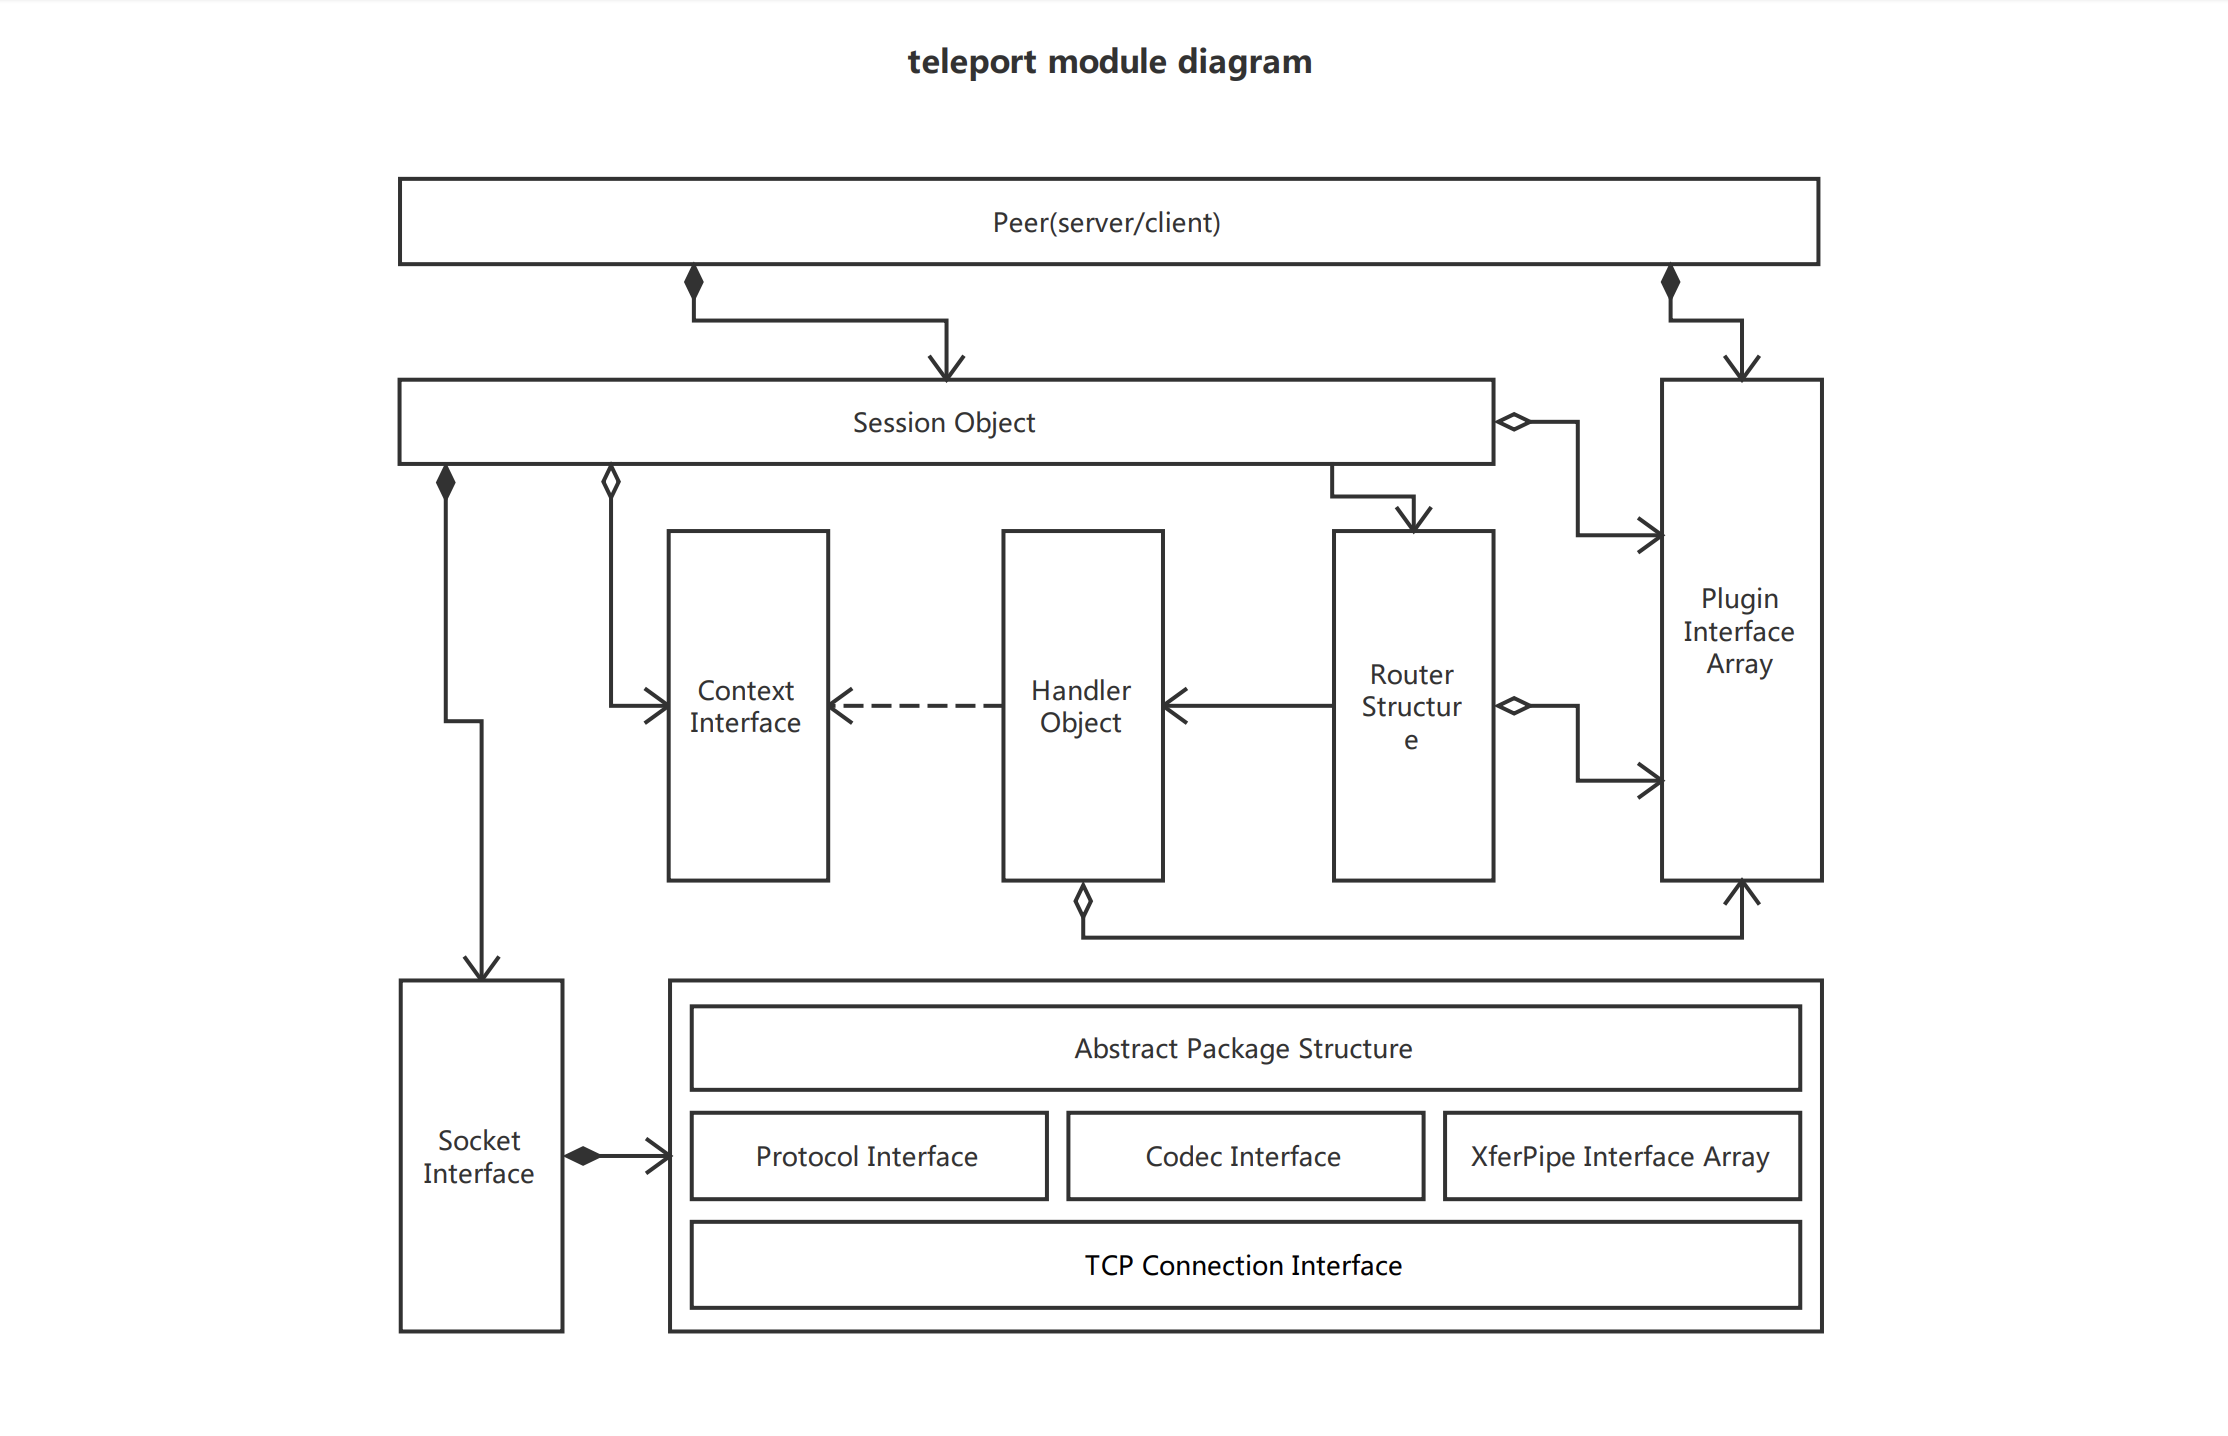 teleport module diagram
Peer(server/client)
Session Object
Plugin
Interface
Array
Context
Interface
Handler
Object
Router
Structur
e
Socket
Interface
Abstract Package Structure
Protocol Interface
Codec Interface
XferPipe Interface Array
TCP Connection Interface